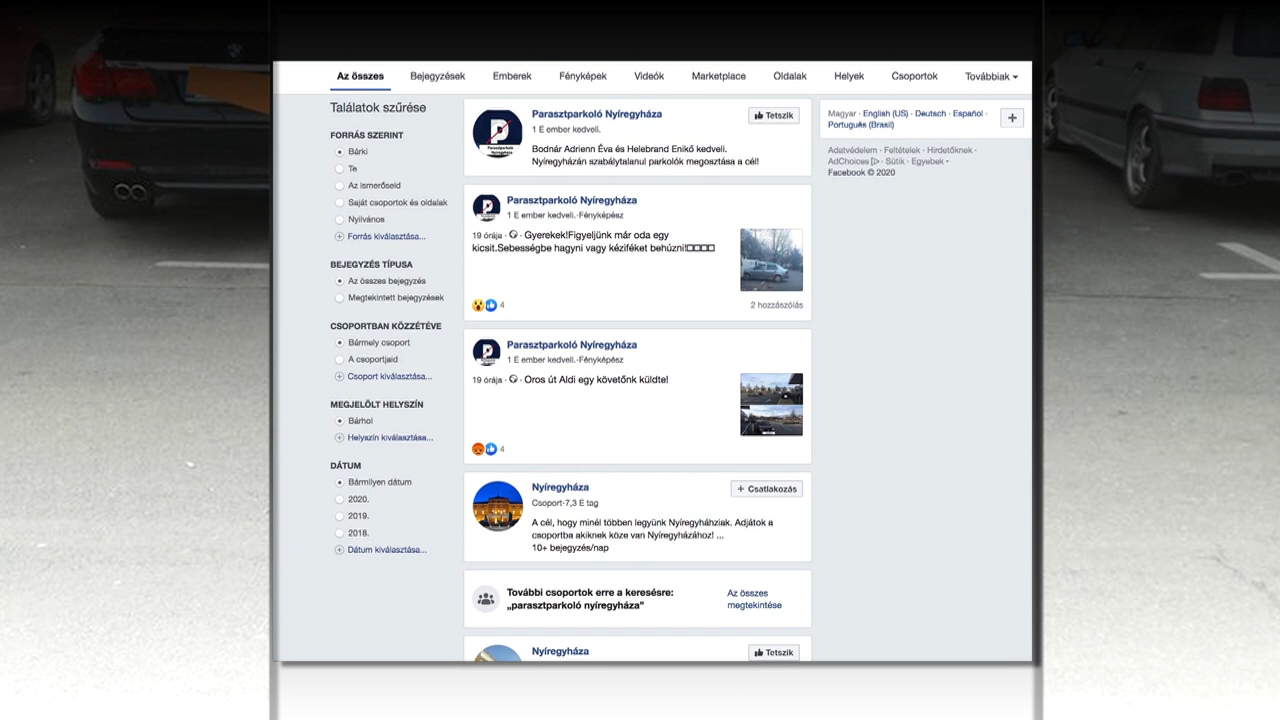 Az összes Bejegyzések Emberek Fényképek Videók Marketplace Oldalak Helyek Csoportok Továbbiak
Találatok szűrése
FORRÁS SZERINT
Bárki
Te
Az ismerőseid
Saját csoportok és oldalak
Nyilvános
Forrás kiválasztása...
BEJEGYZÉS TÍPUSA
Az összes bejegyzés
Megtekintett bejegyzések
CSOPORTBAN KÖZZÉTÉVE
Bármely csoport
A csoportjaid
Csoport kiválasztása...
MEGJELÖLT HELYSZÍN
Bárhol
Helyszín kiválasztása...
DÁTUM
Bármilyen dátum
2020.
2019.
2018.
Dátum kiválasztása...
Parasztparkoló Nyíregyháza
Tetszik
1 E ember kedveli.
Bodnár Adrienn Éva és Helebrand Enikő kedveli.
Nyíregyházán szabálytalanul parkolók megosztása a cél!
Parasztparkoló Nyíregyháza
1 E ember kedveli.·Fényképész
19 órája · Gyerekek!Figyeljünk már oda egy
kicsit.Sebességbe hagyni vagy kéziféket behúzni!
4
2 hozzászólás
Parasztparkoló Nyíregyháza
1 E ember kedveli.·Fényképész
19 órája · Oros út Aldi egy követőnk küldte!
4
Nyíregyháza
+ Csatlakozás
Csoport·7,3 E tag
A cél, hogy minél többen legyünk Nyíregyháziak. Adjátok a
csoportba akiknek köze van Nyíregyházához! ...
10+ bejegyzés/nap
További csoportok erre a keresésre:
„parasztparkoló nyíregyháza”
Az összes
megtekintése
Nyíregyháza
Tetszik
Magyar · English (US) · Deutsch · Español ·
Português (Brasil)
+
Adatvédelem · Feltételek · Hirdetőknek ·
AdChoices · Sütik · Egyebek
Facebook © 2020